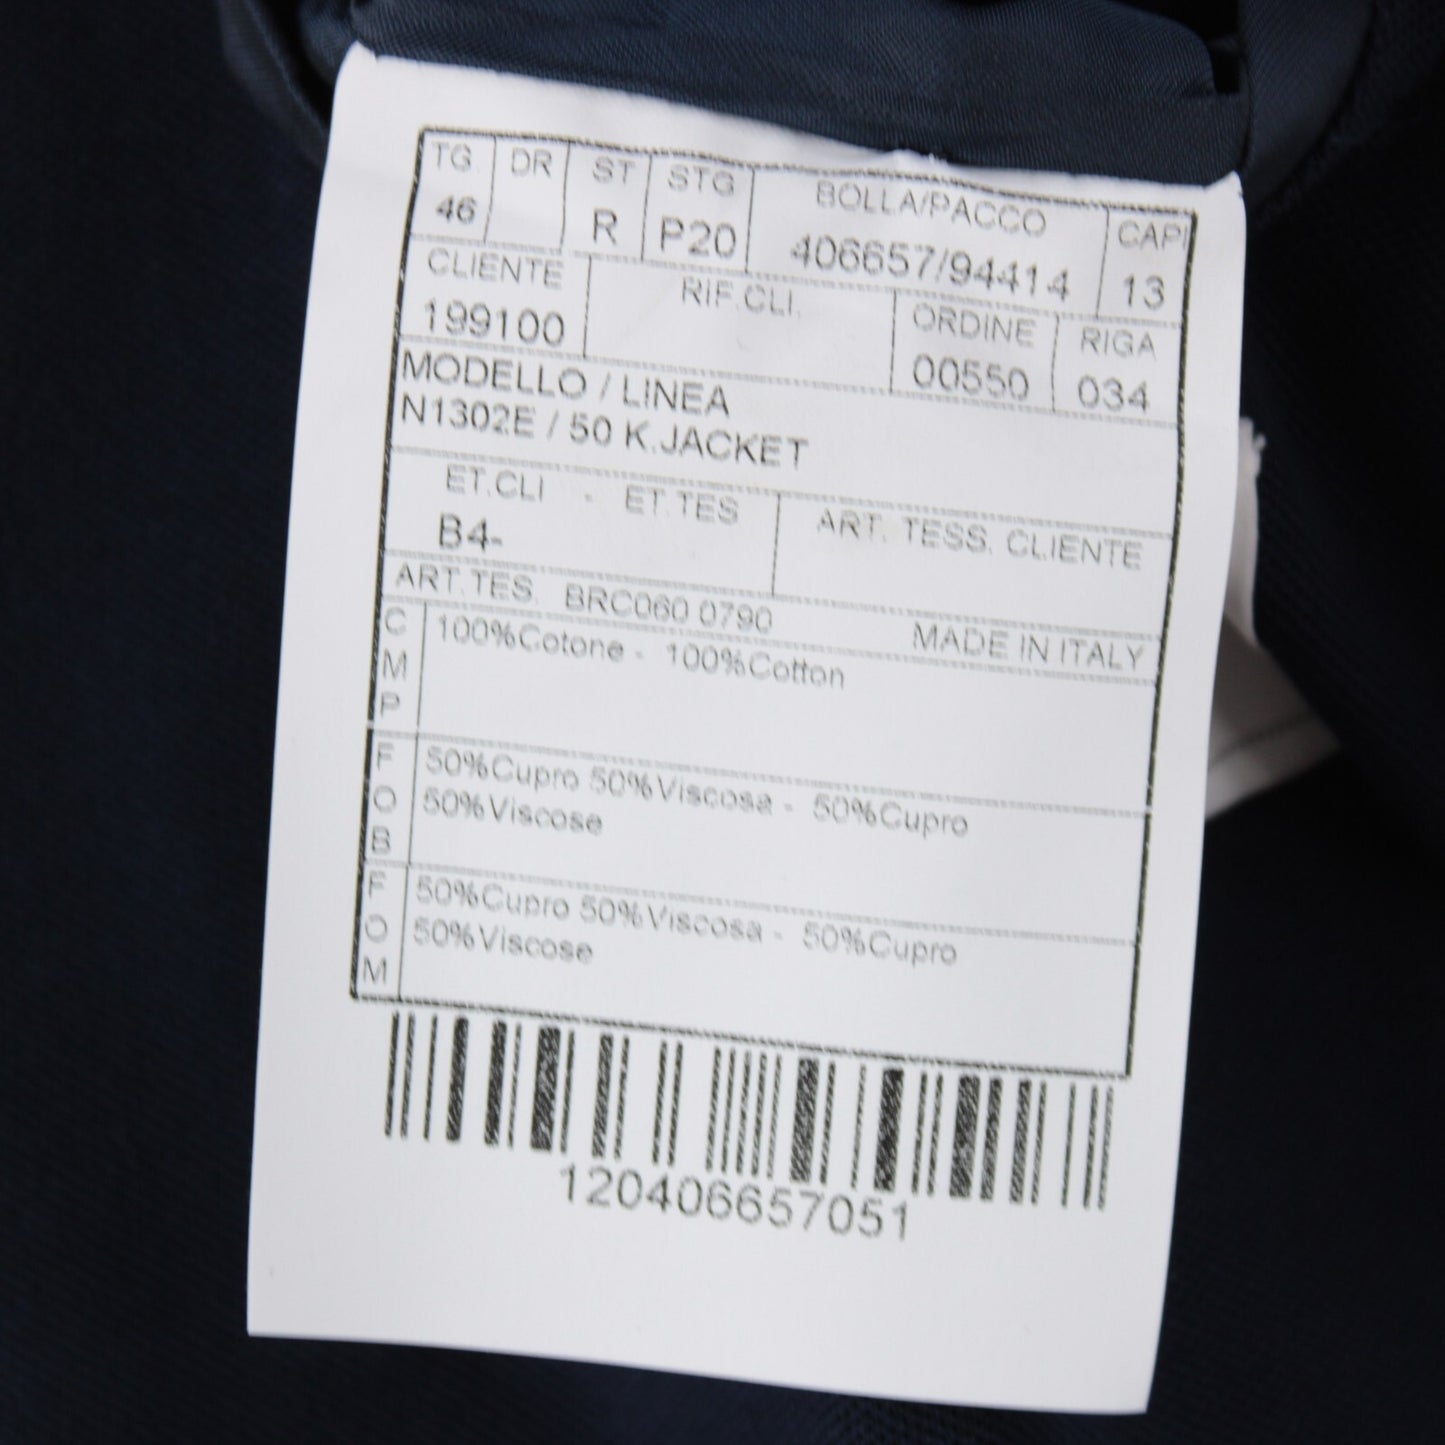 TG. DR ST STG BOLLA/PACCO CAPI
46 R P20 406657/94414 13
CLIENTE RIF.CLI. ORDINE RIGA
199100 00550 034
MODELLO / LINEA
N1302E / 50 K.JACKET
ET.CLI - ET.TES ART. TESS. CLIENTE
B4-
ART.TES. BRC060 0790 MADE IN ITALY
CMP 100%Cotone - 100%Cotton
FOB 50%Cupro 50%Viscosa - 50%Cupro
50%Viscose
FOM 50%Cupro 50%Viscosa - 50%Cupro
50%Viscose
120406657051